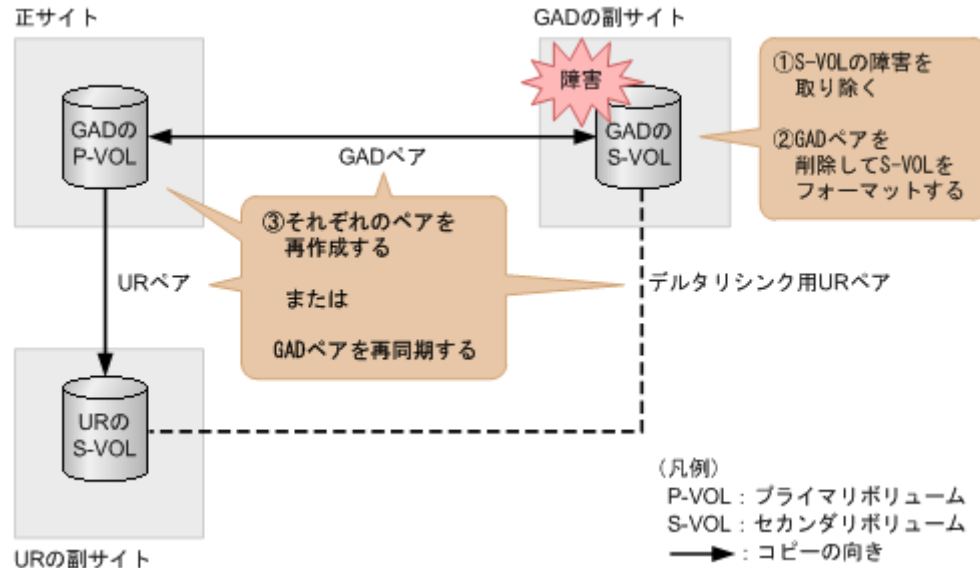 正サイト
GADの副サイト
障害
GADの
P-VOL
GADの
S-VOL
①S-VOLの障害を
取り除く
②GADペアを
削除してS-VOLを
フォーマットする
GADペア
③それぞれのペアを
再作成する
または
GADペアを再同期する
URペア
デルタリシンク用URペア
URの
S-VOL
URの副サイト
(凡例)
P-VOL：プライマリボリューム
S-VOL：セカンダリボリューム
：コピーの向き